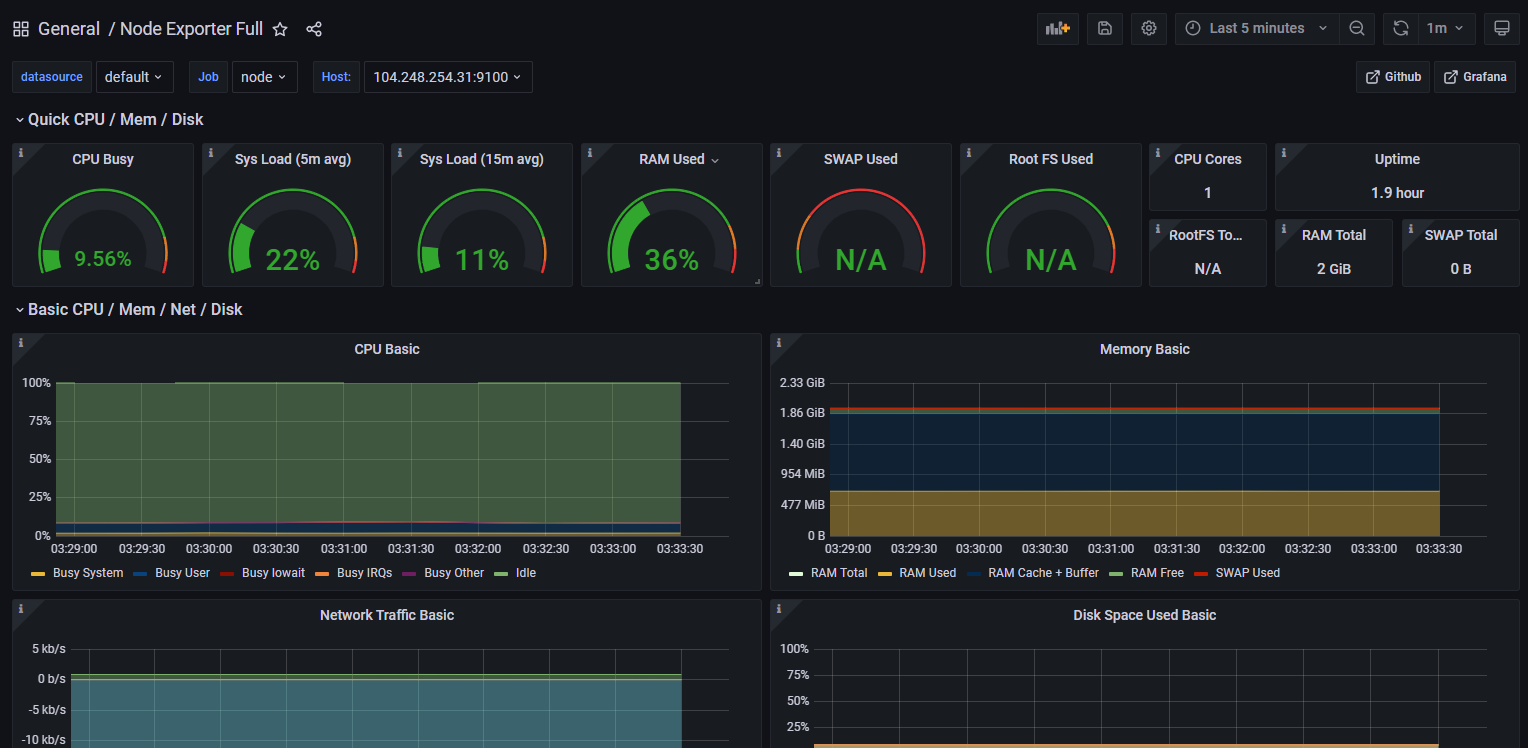 General / Node Exporter Full
Last 5 minutes
1m
datasource default Job node Host: 104.248.254.31:9100 Github Grafana
Quick CPU / Mem / Disk
CPU Busy
9.56%
Sys Load (5m avg)
22%
Sys Load (15m avg)
11%
RAM Used
36%
SWAP Used
N/A
Root FS Used
N/A
CPU Cores
1
Uptime
1.9 hour
RootFS To...
N/A
RAM Total
2 GiB
SWAP Total
0 B
Basic CPU / Mem / Net / Disk
CPU Basic
100%
75%
50%
25%
0%
03:29:00 03:29:30 03:30:00 03:30:30 03:31:00 03:31:30 03:32:00 03:32:30 03:33:00 03:33:30
Busy System Busy User Busy Iowait Busy IRQs Busy Other Idle
Memory Basic
2.33 GiB
1.86 GiB
1.40 GiB
954 MiB
477 MiB
0 B
03:29:00 03:29:30 03:30:00 03:30:30 03:31:00 03:31:30 03:32:00 03:32:30 03:33:00 03:33:30
RAM Total RAM Used RAM Cache + Buffer RAM Free SWAP Used
Network Traffic Basic
5 kb/s
0 b/s
-5 kb/s
-10 kb/s
Disk Space Used Basic
100%
75%
50%
25%